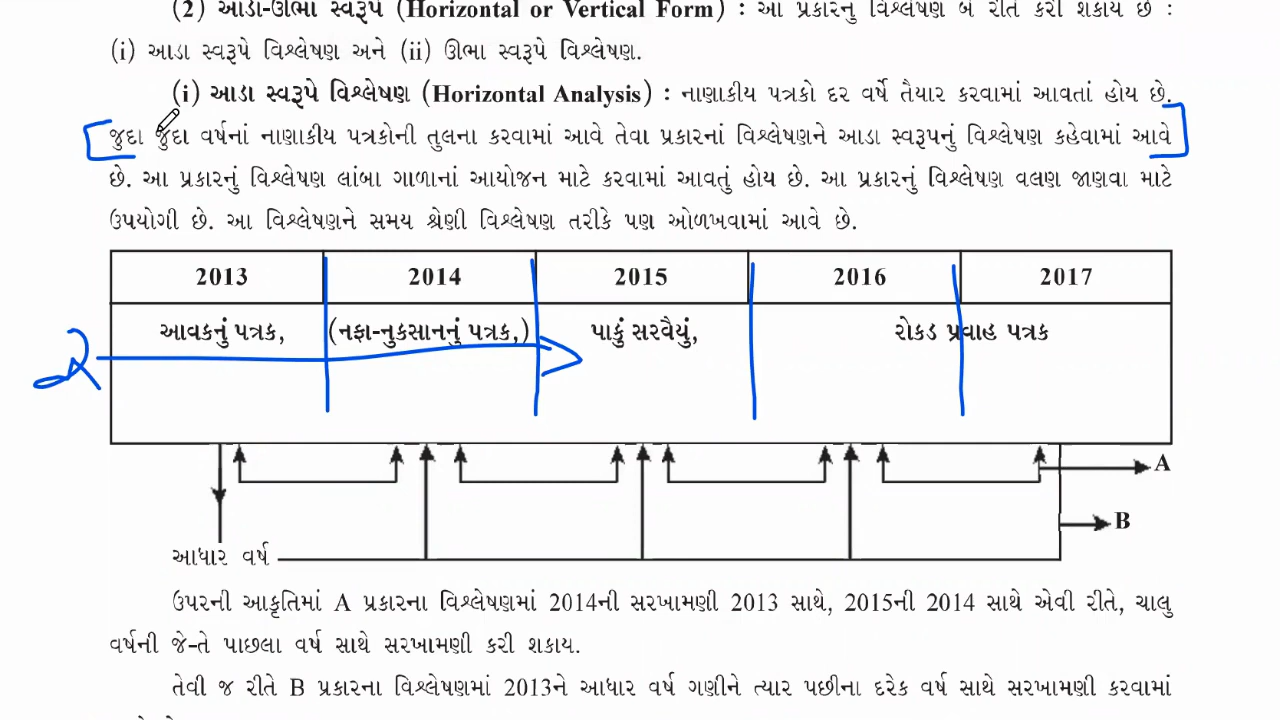 (2) આડા-ઊભા સ્વરૂપ (Horizontal or Vertical Form) : આ પ્રકારનું વિશ્લેષણ બે રીતે કરી શકાય છે :
(i) આડા સ્વરૂપે વિશ્લેષણ અને (ii) ઊભા સ્વરૂપે વિશ્લેષણ.
(i) આડા સ્વરૂપે વિશ્લેષણ (Horizontal Analysis) : નાણાકીય પત્રકો દર વર્ષે તૈયાર કરવામાં આવતાં હોય છે.
જુદા જુદા વર્ષનાં નાણાકીય પત્રકોની તુલના કરવામાં આવે તેવા પ્રકારનાં વિશ્લેષણને આડા સ્વરૂપનું વિશ્લેષણ કહેવામાં આવે
છે. આ પ્રકારનું વિશ્લેષણ લાંબા ગાળાનાં આયોજન માટે કરવામાં આવતું હોય છે. આ પ્રકારનું વિશ્લેષણ વલણ જાણવા માટે
ઉપયોગી છે. આ વિશ્લેષણને સમય શ્રેણી વિશ્લેષણ તરીકે પણ ઓળખવામાં આવે છે.
2013 2014 2015 2016 2017
આવકનું પત્રક, (નફા-નુકસાનનું પત્રક,) પાકું સરવૈયું, રોકડ પ્રવાહ પત્રક
A
B
આધાર વર્ષ
ઉપરની આકૃતિમાં A પ્રકારના વિશ્લેષણમાં 2014ની સરખામણી 2013 સાથે, 2015ની 2014 સાથે એવી રીતે, ચાલુ
વર્ષની જે-તે પાછલા વર્ષ સાથે સરખામણી કરી શકાય.
તેવી જ રીતે B પ્રકારના વિશ્લેષણમાં 2013ને આધાર વર્ષ ગણીને ત્યાર પછીના દરેક વર્ષ સાથે સરખામણી કરવામાં